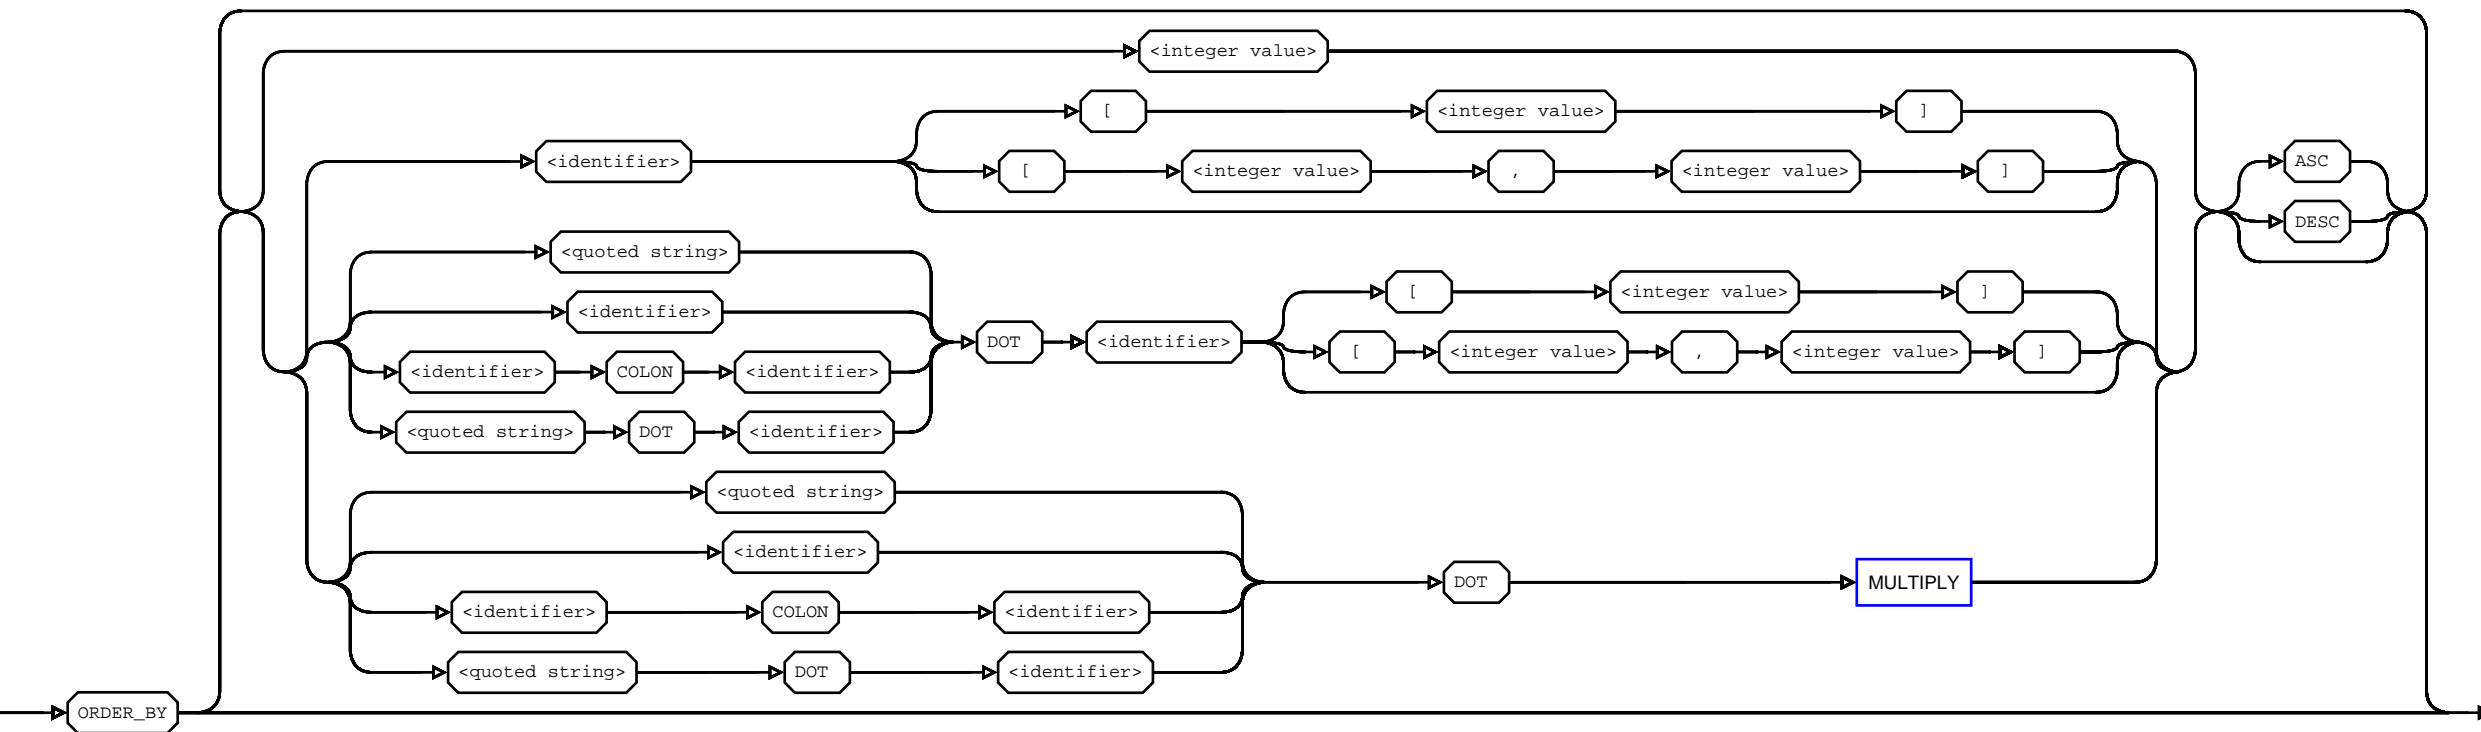 <integer value>
[ <integer value> ]
<identifier>
[ <integer value> , <integer value> ]
ASC
DESC
<quoted string>
[ <integer value> ]
<identifier>
DOT <identifier>
[ <integer value> , <integer value> ]
<identifier> COLON <identifier>
<quoted string> DOT <identifier>
<quoted string>
<identifier>
DOT MULTIPLY
<identifier> COLON <identifier>
<quoted string> DOT <identifier>
ORDER_BY